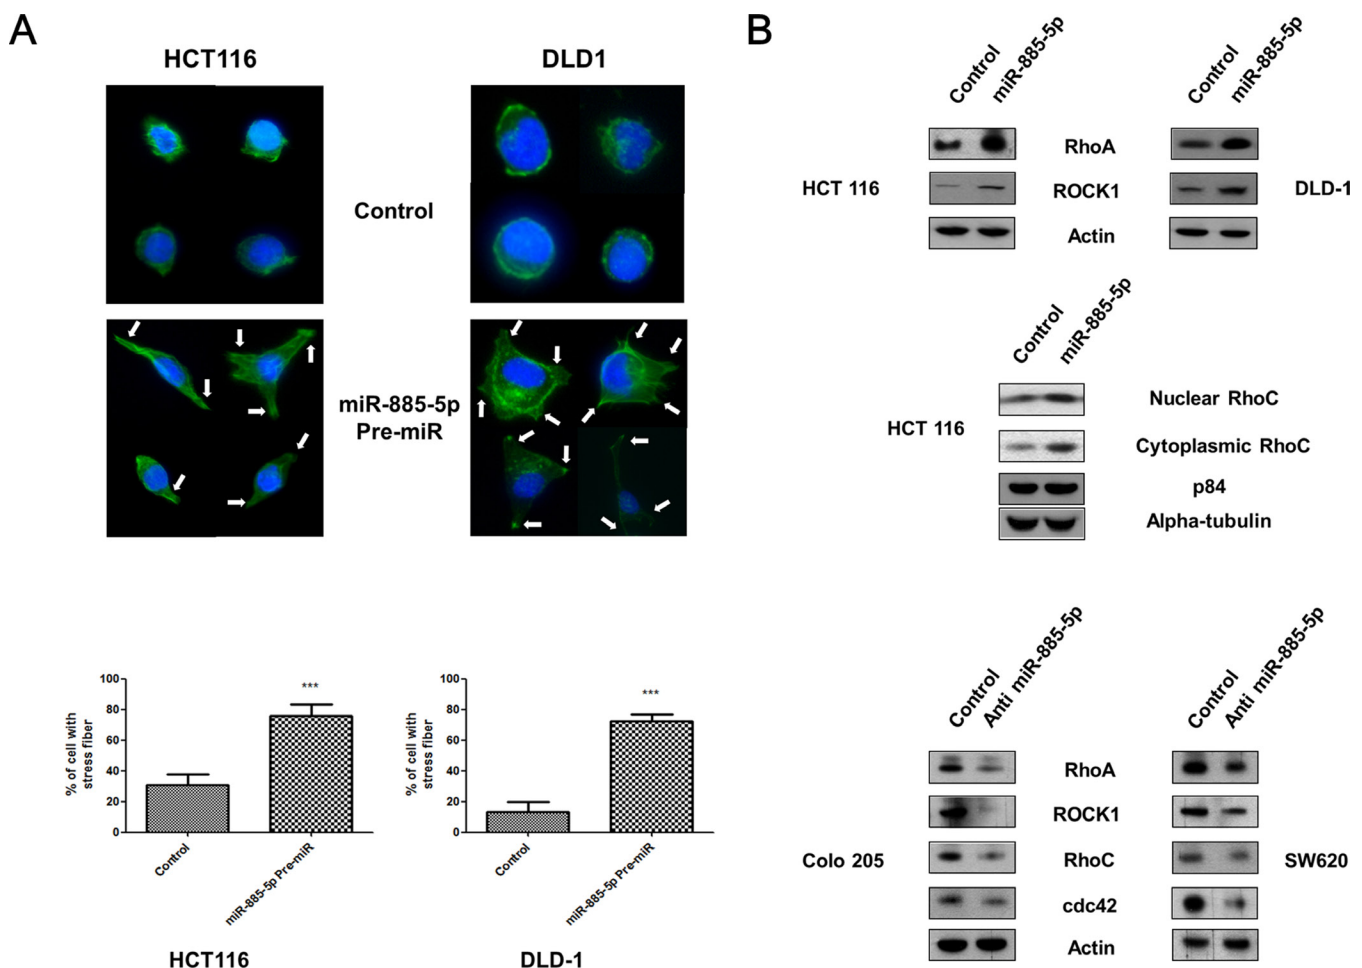 A
HCT116
DLD1
Control
miR-885-5p
Pre-miR
100
80
60
40
20
0
% of cell with
stress fiber
***
Control
miR-885-5p Pre-miR
HCT116
100
80
60
40
20
0
% of cell with
stress fiber
***
Control
miR-885-5p Pre-miR
DLD-1
B
Control
miR-885-5p
Control
miR-885-5p
HCT 116
RhoA
ROCK1
Actin
DLD-1
Control
miR-885-5p
HCT 116
Nuclear RhoC
Cytoplasmic RhoC
p84
Alpha-tubulin
Control
Anti miR-885-5p
Control
Anti miR-885-5p
Colo 205
RhoA
ROCK1
RhoC
cdc42
Actin
SW620